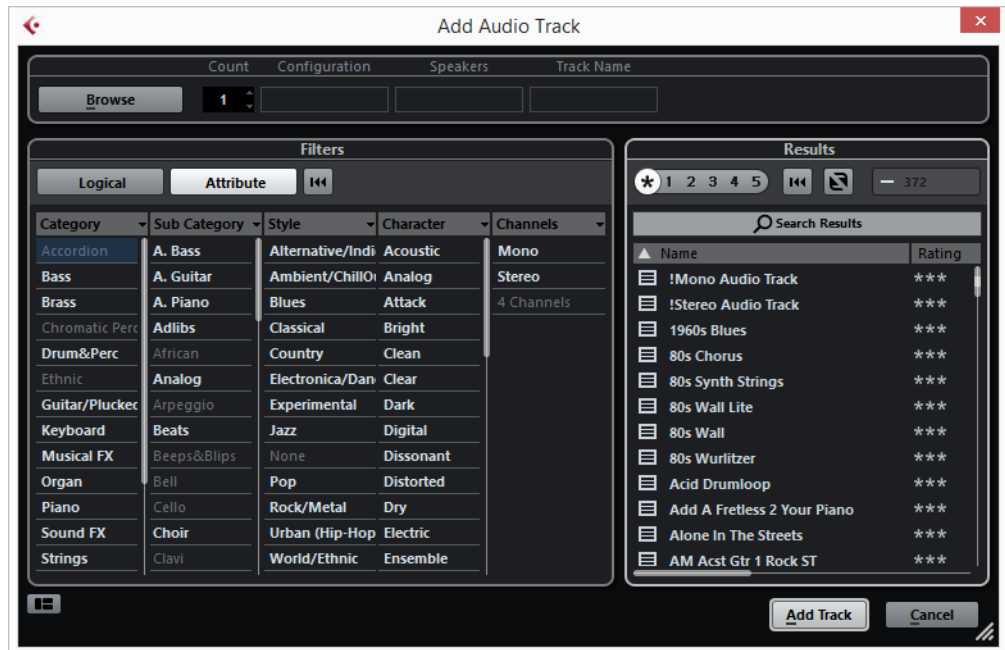 Add Audio Track
Count Configuration Speakers Track Name
Browse 1
Filters
Logical Attribute
Category Sub Category Style Character Channels
Accordion A. Bass Alternative/Indi Acoustic Mono
Bass A. Guitar Ambient/ChillOu Analog Stereo
Brass A. Piano Blues Attack 4 Channels
Chromatic Perc Adlibs Classical Bright
Drum&Perc African Country Clean
Ethnic Analog Electronica/Dan Clear
Guitar/Plucked Arpeggio Experimental Dark
Keyboard Beats Jazz Digital
Musical FX Beeps&Blips None Dissonant
Organ Bell Pop Distorted
Piano Cello Rock/Metal Dry
Sound FX Choir Urban (Hip-Hop Electric
Strings Clavi World/Ethnic Ensemble
Results
* 1 2 3 4 5 372
Search Results
Name Rating
!Mono Audio Track ***
!Stereo Audio Track ***
1960s Blues ***
80s Chorus ***
80s Synth Strings ***
80s Wall Lite ***
80s Wall ***
80s Wurlitzer ***
Acid Drumloop ***
Add A Fretless 2 Your Piano ***
Alone In The Streets ***
AM Acst Gtr 1 Rock ST ***
Add Track Cancel